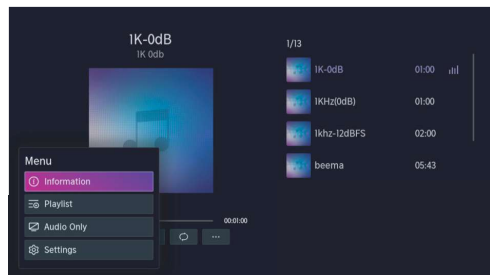 1K-0dB
1K 0db
1/13
1K-0dB 01:00
1KHz(0dB) 01:00
1khz-12dBFS 02:00
beema 05:43
Menu
Information
Playlist
Audio Only
Settings
00:01:00